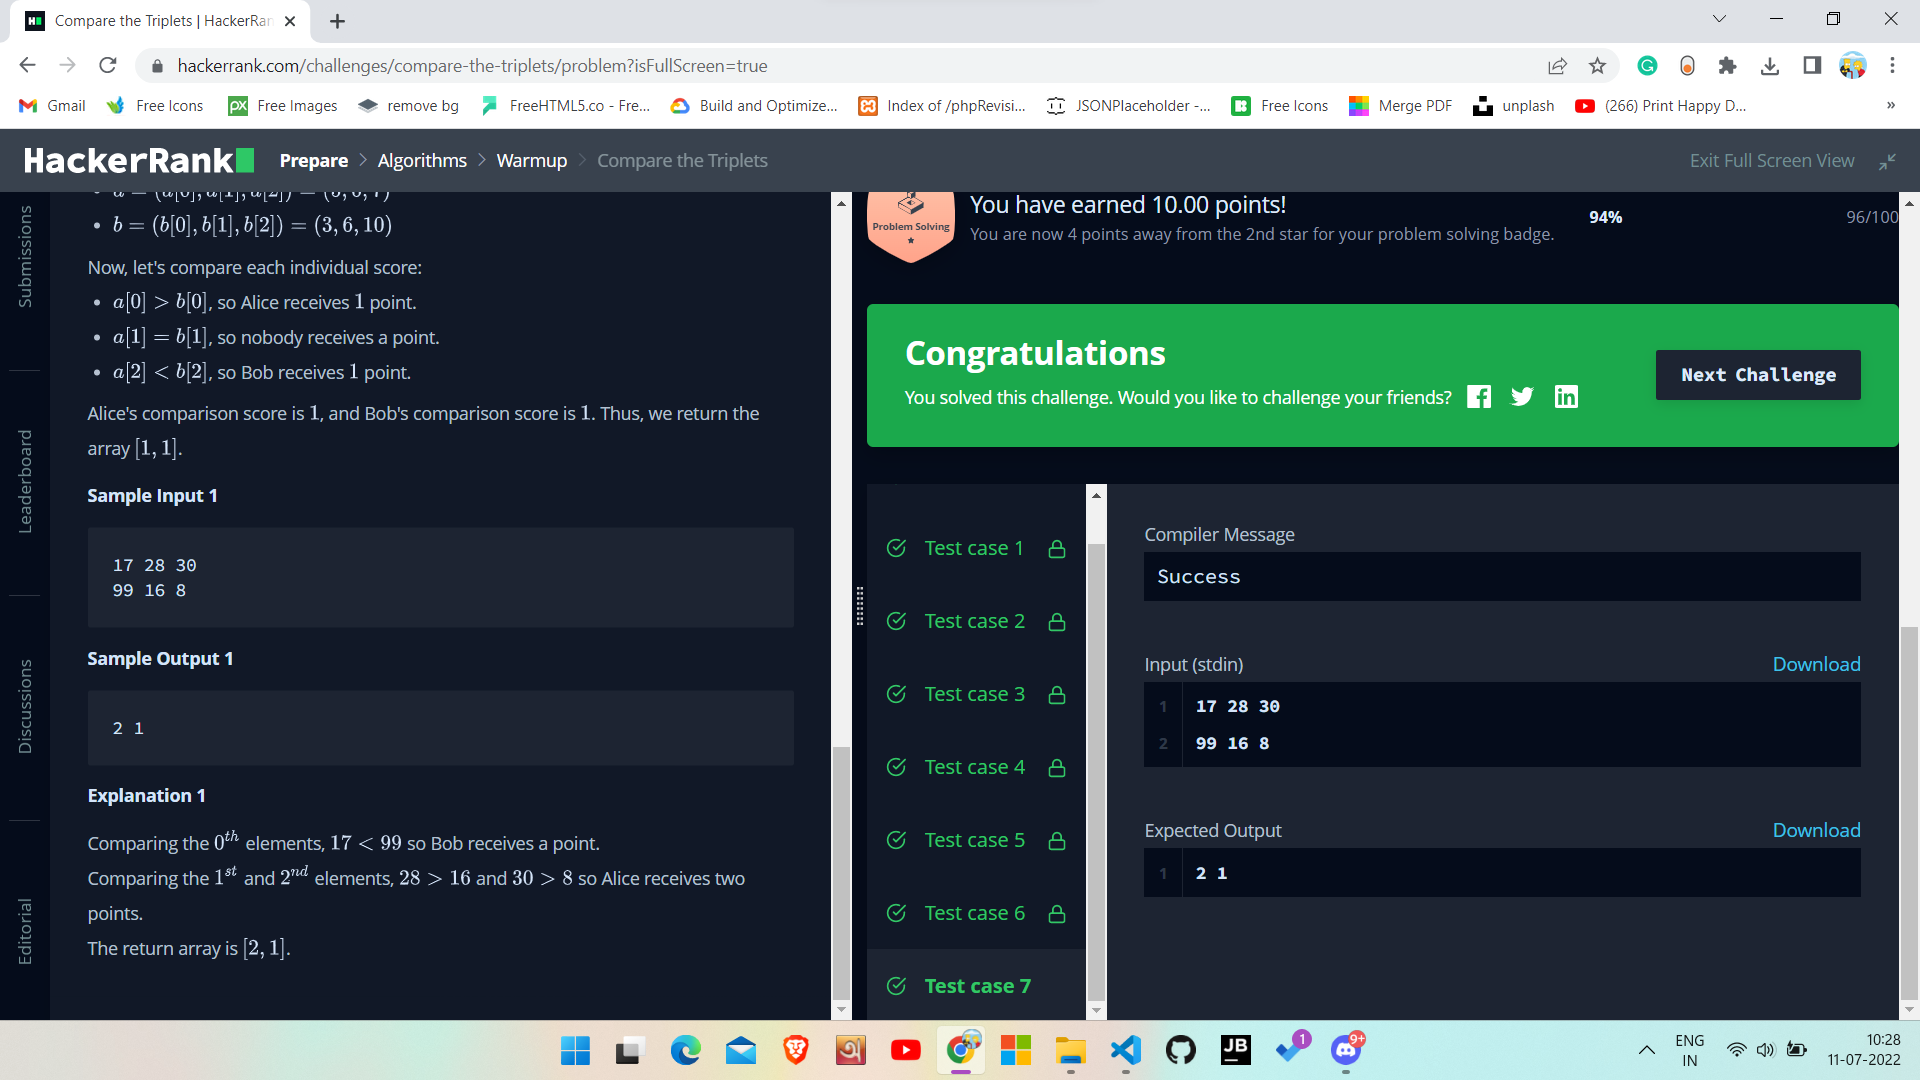 Compare the Triplets | HackerRan
hackerrank.com/challenges/compare-the-triplets/problem?isFullScreen=true
Gmail
Free Icons
Free Images
remove bg
FreeHTML5.co - Fre...
Build and Optimize...
Index of /phpRevisi...
JSONPlaceholder -...
Free Icons
Merge PDF
unplash
(266) Print Happy D...
»
HackerRank
Prepare > Algorithms > Warmup > Compare the Triplets
Exit Full Screen View
Submissions
Leaderboard
Discussions
Editorial
• b = (b[0], b[1], b[2]) = (3, 6, 10)
Now, let's compare each individual score:
• a[0] > b[0], so Alice receives 1 point.
• a[1] = b[1], so nobody receives a point.
• a[2] < b[2], so Bob receives 1 point.
Alice's comparison score is 1, and Bob's comparison score is 1. Thus, we return the
array [1, 1].
Sample Input 1
17 28 30
99 16 8
Sample Output 1
2 1
Explanation 1
Comparing the 0th elements, 17 < 99 so Bob receives a point.
Comparing the 1st and 2nd elements, 28 > 16 and 30 > 8 so Alice receives two
points.
The return array is [2, 1].
Problem Solving
You have earned 10.00 points!
You are now 4 points away from the 2nd star for your problem solving badge.
94%
96/100
Congratulations
You solved this challenge. Would you like to challenge your friends?
Next Challenge
Test case 1
Test case 2
Test case 3
Test case 4
Test case 5
Test case 6
Test case 7
Compiler Message
Success
Input (stdin)
Download
1 17 28 30
2 99 16 8
Expected Output
Download
1 2 1
JB
1
9+
ENG
IN
10:28
11-07-2022